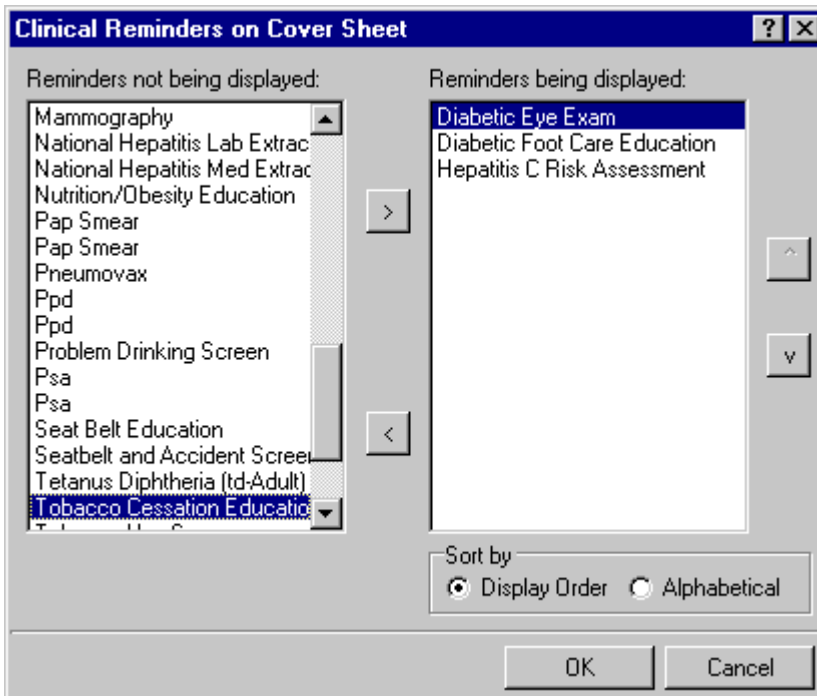 Clinical Reminders on Cover Sheet
? X
Reminders not being displayed:
Mammography
National Hepatitis Lab Extrac
National Hepatitis Med Extrac
Nutrition/Obesity Education
Pap Smear
Pap Smear
Pneumovax
Ppd
Ppd
Problem Drinking Screen
Psa
Psa
Seat Belt Education
Seatbelt and Accident Screen
Tetanus Diphtheria (td-Adult)
Tobacco Cessation Educatio
>
<
Reminders being displayed:
Diabetic Eye Exam
Diabetic Foot Care Education
Hepatitis C Risk Assessment
^
v
Sort by
Display Order
Alphabetical
OK
Cancel